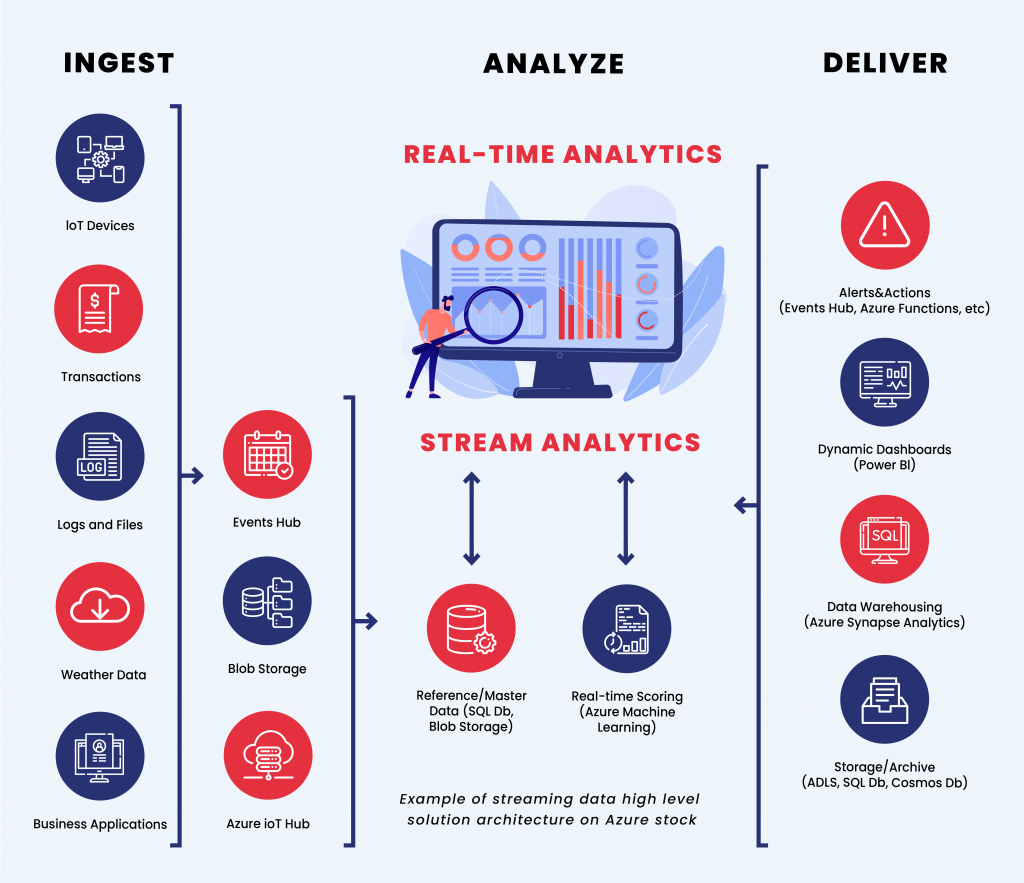 INGEST
ANALYZE
DELIVER
IoT Devices
Transactions
LOG
Logs and Files
Weather Data
Business Applications
Events Hub
Blob Storage
Azure ioT Hub
REAL-TIME ANALYTICS
STREAM ANALYTICS
Reference/Master
Data (SQL Db,
Blob Storage)
Real-time Scoring
(Azure Machine
Learning)
Example of streaming data high level
solution architecture on Azure stock
Alerts&Actions
(Events Hub, Azure Functions, etc)
Dynamic Dashboards
(Power BI)
SQL
Data Warehousing
(Azure Synapse Analytics)
Storage/Archive
(ADLS, SQL Db, Cosmos Db)